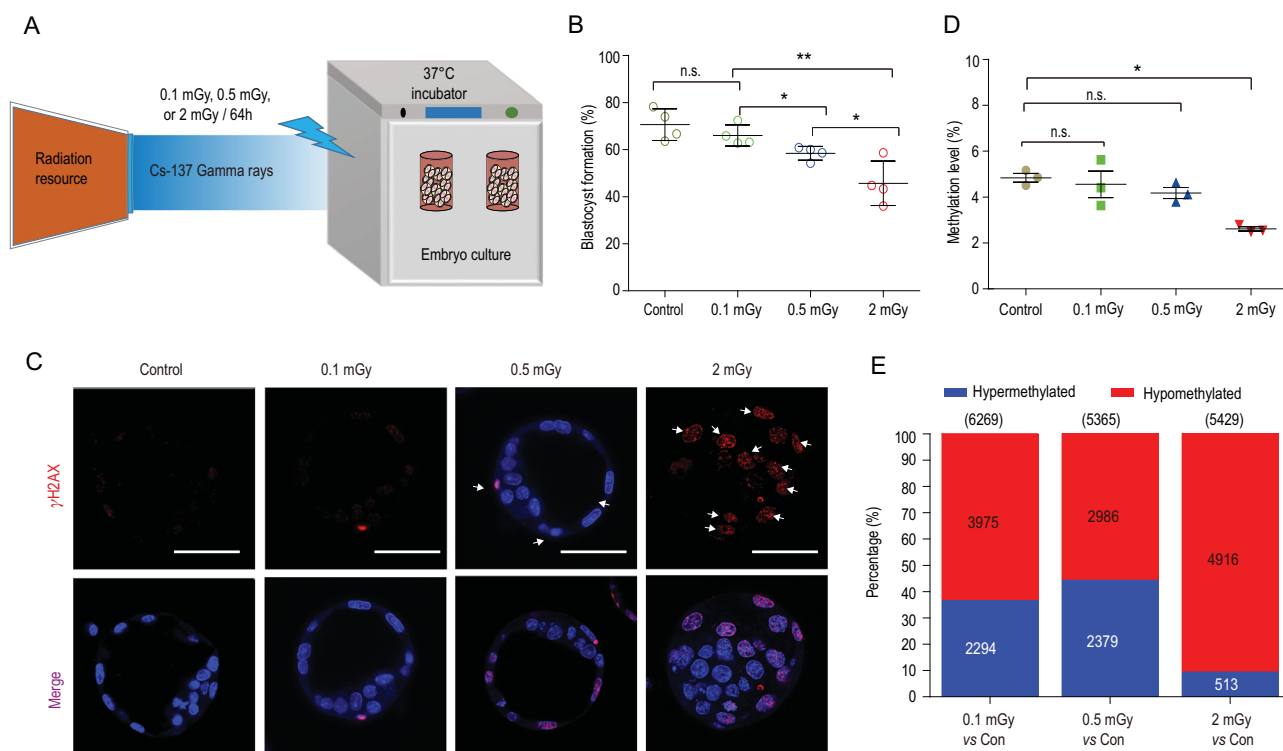 A
37°C
incubator
0.1 mGy, 0.5 mGy,
or 2 mGy / 64h
Radiation
resource
Cs-137 Gamma rays
Embryo culture
B
Blastocyst formation (%)
100
80
60
40
20
0
n.s.
**
*
*
Control
0.1 mGy
0.5 mGy
2 mGy
D
Methylation level (%)
10
8
6
4
2
0
*
n.s.
n.s.
Control
0.1 mGy
0.5 mGy
2 mGy
C
Control
0.1 mGy
0.5 mGy
2 mGy
γH2AX
Merge
E
Hypermethylated
Hypomethylated
(6269)
(5365)
(5429)
Percentage (%)
100
90
80
70
60
50
40
30
20
10
0
3975
2986
4916
2294
2379
513
0.1 mGy
vs Con
0.5 mGy
vs Con
2 mGy
vs Con